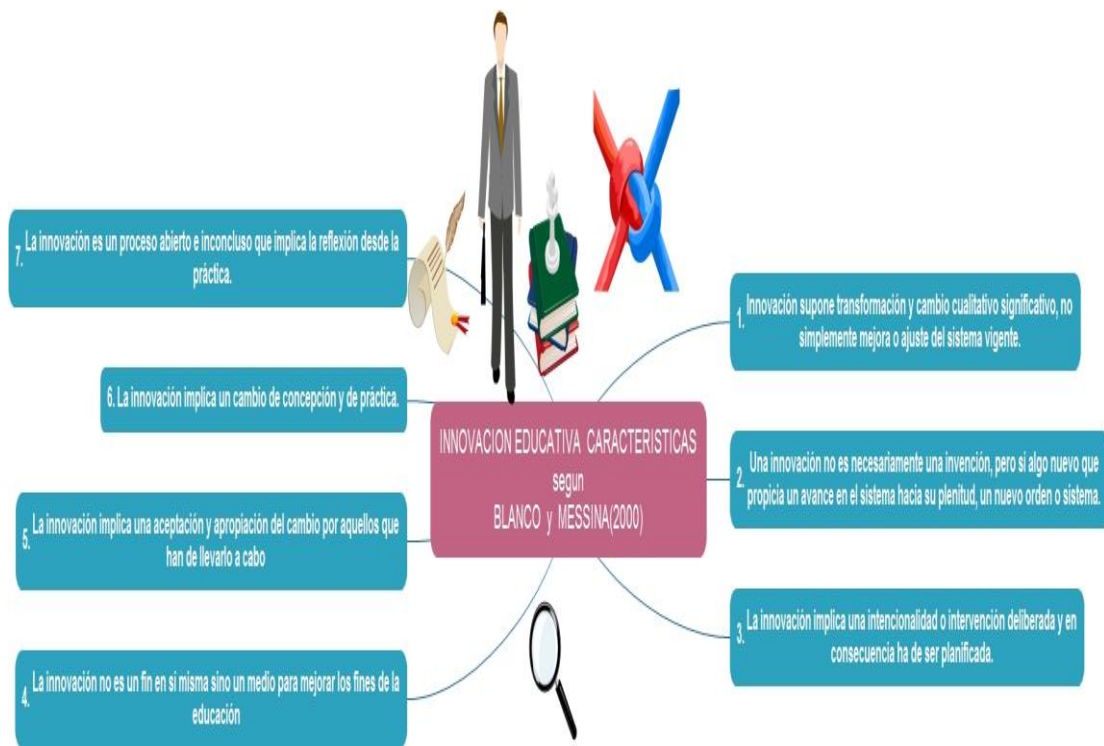 INNOVACION EDUCATIVA CARACTERISTICAS
segun
BLANCO y MESSINA(2000)
1. Innovación supone transformación y cambio cualitativo significativo, no
simplemente mejora o ajuste del sistema vigente.
2. Una innovación no es necesariamente una invención, pero si algo nuevo que
propicia un avance en el sistema hacia su plenitud, un nuevo orden o sistema.
3. La innovación implica una intencionalidad o intervención deliberada y en
consecuencia ha de ser planificada.
4. La innovación no es un fin en si misma sino un medio para mejorar los fines de la
educación
5. La innovación implica una aceptación y apropiación del cambio por aquellos que
han de llevarlo a cabo
6. La innovación implica un cambio de concepción y de práctica.
7. La innovación es un proceso abierto e inconcluso que implica la reflexión desde la
práctica.